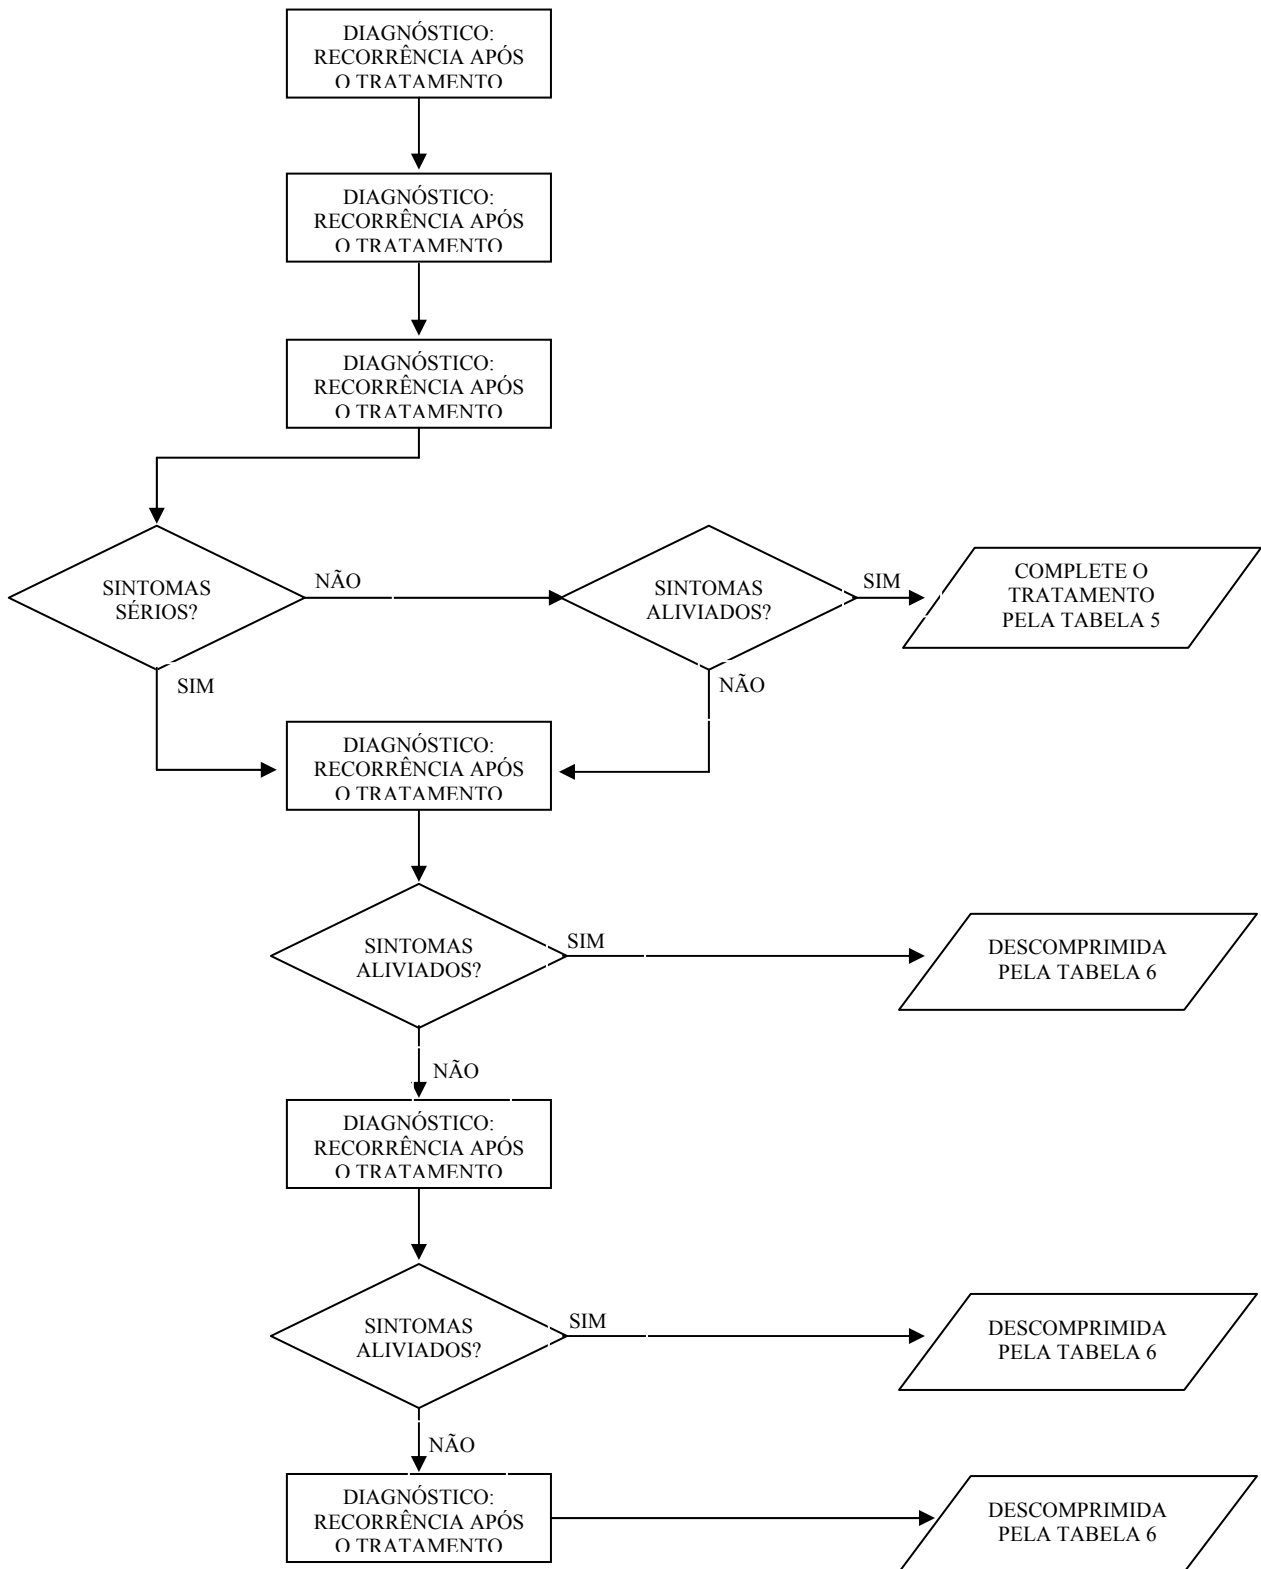 DIAGNÓSTICO:
RECORRÊNCIA APÓS
O TRATAMENTO
DIAGNÓSTICO:
RECORRÊNCIA APÓS
O TRATAMENTO
DIAGNÓSTICO:
RECORRÊNCIA APÓS
O TRATAMENTO
SINTOMAS
SÉRIOS?
NÃO
SINTOMAS
ALIVIADOS?
SIM
COMPLETE O
TRATAMENTO
PELA TABELA 5
SIM
NÃO
DIAGNÓSTICO:
RECORRÊNCIA APÓS
O TRATAMENTO
SINTOMAS
ALIVIADOS?
SIM
DESCOMPRIMIDA
PELA TABELA 6
NÃO
DIAGNÓSTICO:
RECORRÊNCIA APÓS
O TRATAMENTO
SINTOMAS
ALIVIADOS?
SIM
DESCOMPRIMIDA
PELA TABELA 6
NÃO
DIAGNÓSTICO:
RECORRÊNCIA APÓS
O TRATAMENTO
DESCOMPRIMIDA
PELA TABELA 6